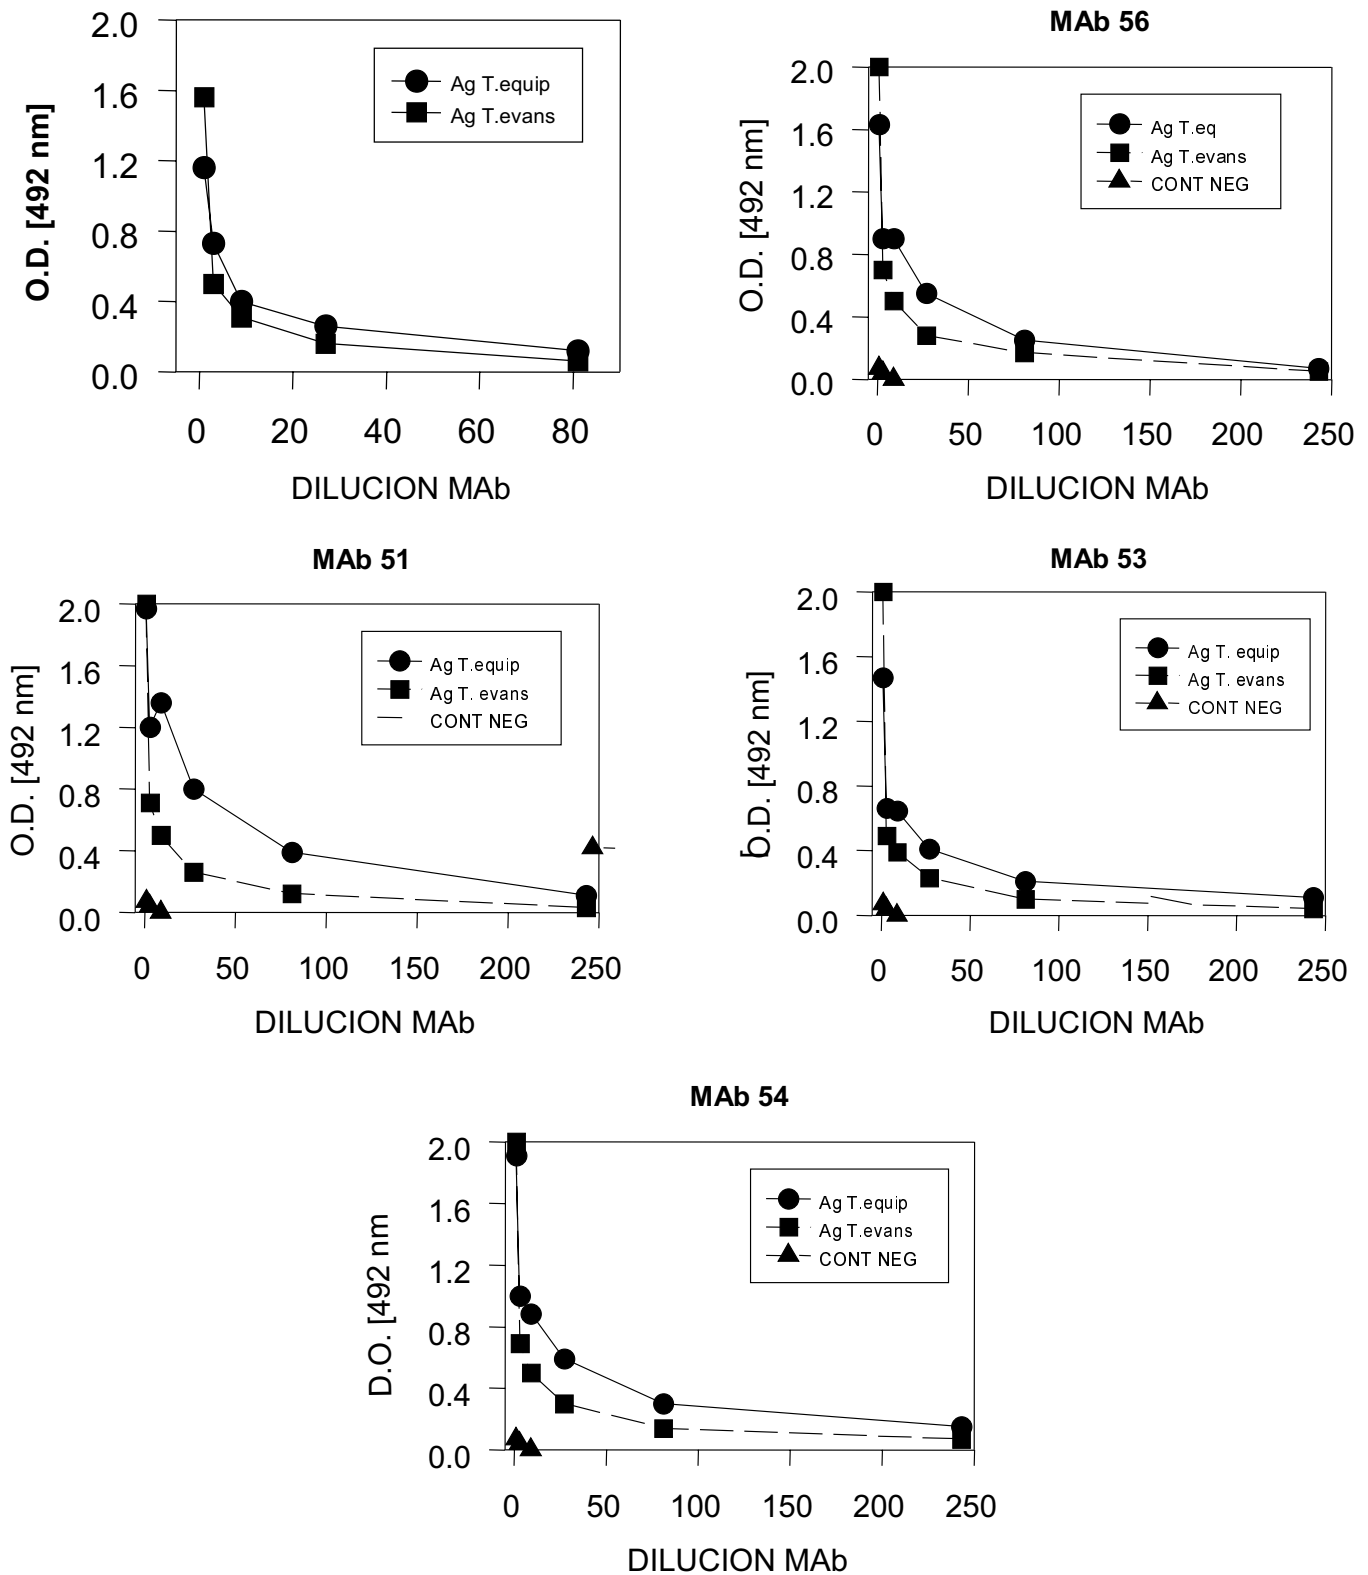 2.0
1.6
1.2
0.8
0.4
0.0
O.D. [492 nm]
Ag T.equip
Ag T.evans
0 20 40 60 80
DILUCION MAb
MAb 56
2.0
1.6
1.2
0.8
0.4
0.0
O.D. [492 nm]
Ag T.eq
Ag T.evans
CONT NEG
0 50 100 150 200 250
DILUCION MAb
MAb 51
2.0
1.6
1.2
0.8
0.4
0.0
O.D. [492 nm]
Ag T.equip
Ag T. evans
CONT NEG
0 50 100 150 200 250
DILUCION MAb
MAb 53
2.0
1.6
1.2
0.8
0.4
0.0
O.D. [492 nm]
Ag T. equip
Ag T. evans
CONT NEG
0 50 100 150 200 250
DILUCION MAb
MAb 54
2.0
1.6
1.2
0.8
0.4
0.0
D.O. [492 nm
Ag T.equip
Ag T.evans
CONT NEG
0 50 100 150 200 250
DILUCION MAb